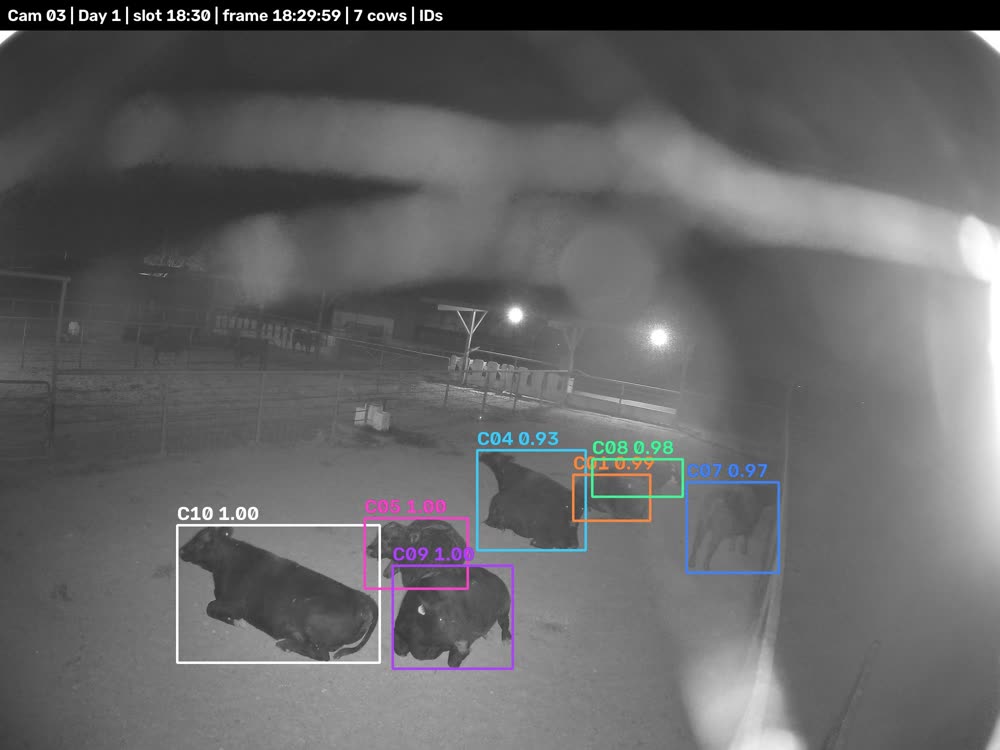 Cam 03 | Day 1 | slot 18:30 | frame 18:29:59 | 7 cows | IDs
C04 0.93
C08 0.98
C01 0.99
C07 0.97
C05 1.00
C10 1.00
C09 1.00